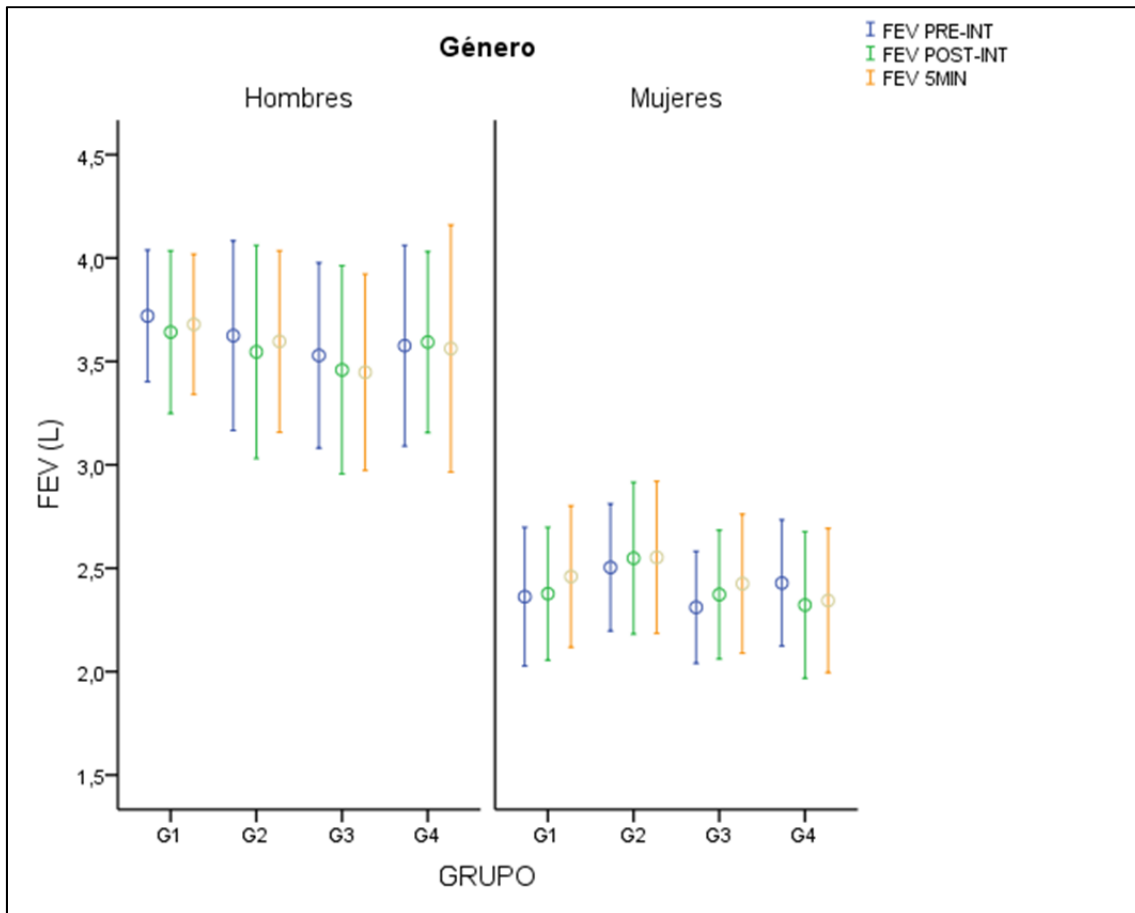 Género
Hombres
Mujeres
FEV PRE-INT
FEV POST-INT
FEV 5MIN
FEV (L)
4,5
4,0
3,5
3,0
2,5
2,0
1,5
G1 G2 G3 G4
G1 G2 G3 G4
GRUPO